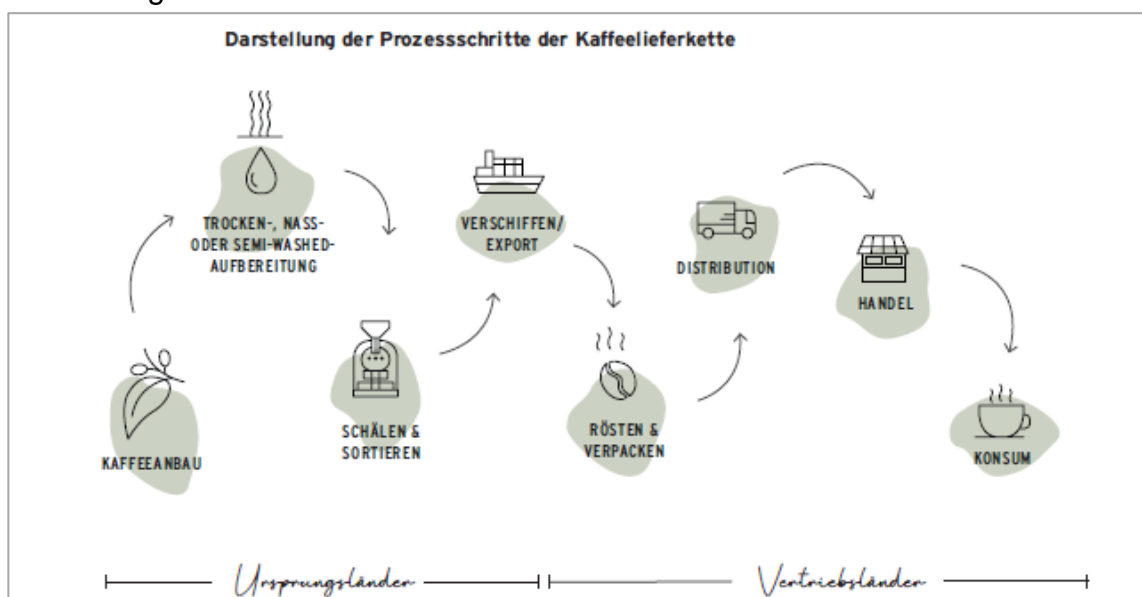 Darstellung der Prozessschritte der Kaffeelieferkette
TROCKEN-, NASS-
ODER SEMI-WASHED-
AUFBEREITUNG
VERSCHIFFEN/
EXPORT
DISTRIBUTION
HANDEL
KAFFEEANBAU
SCHÄLEN &
SORTIEREN
RÖSTEN &
VERPACKEN
KONSUM
Ursprungsländer
Vertriebsländer